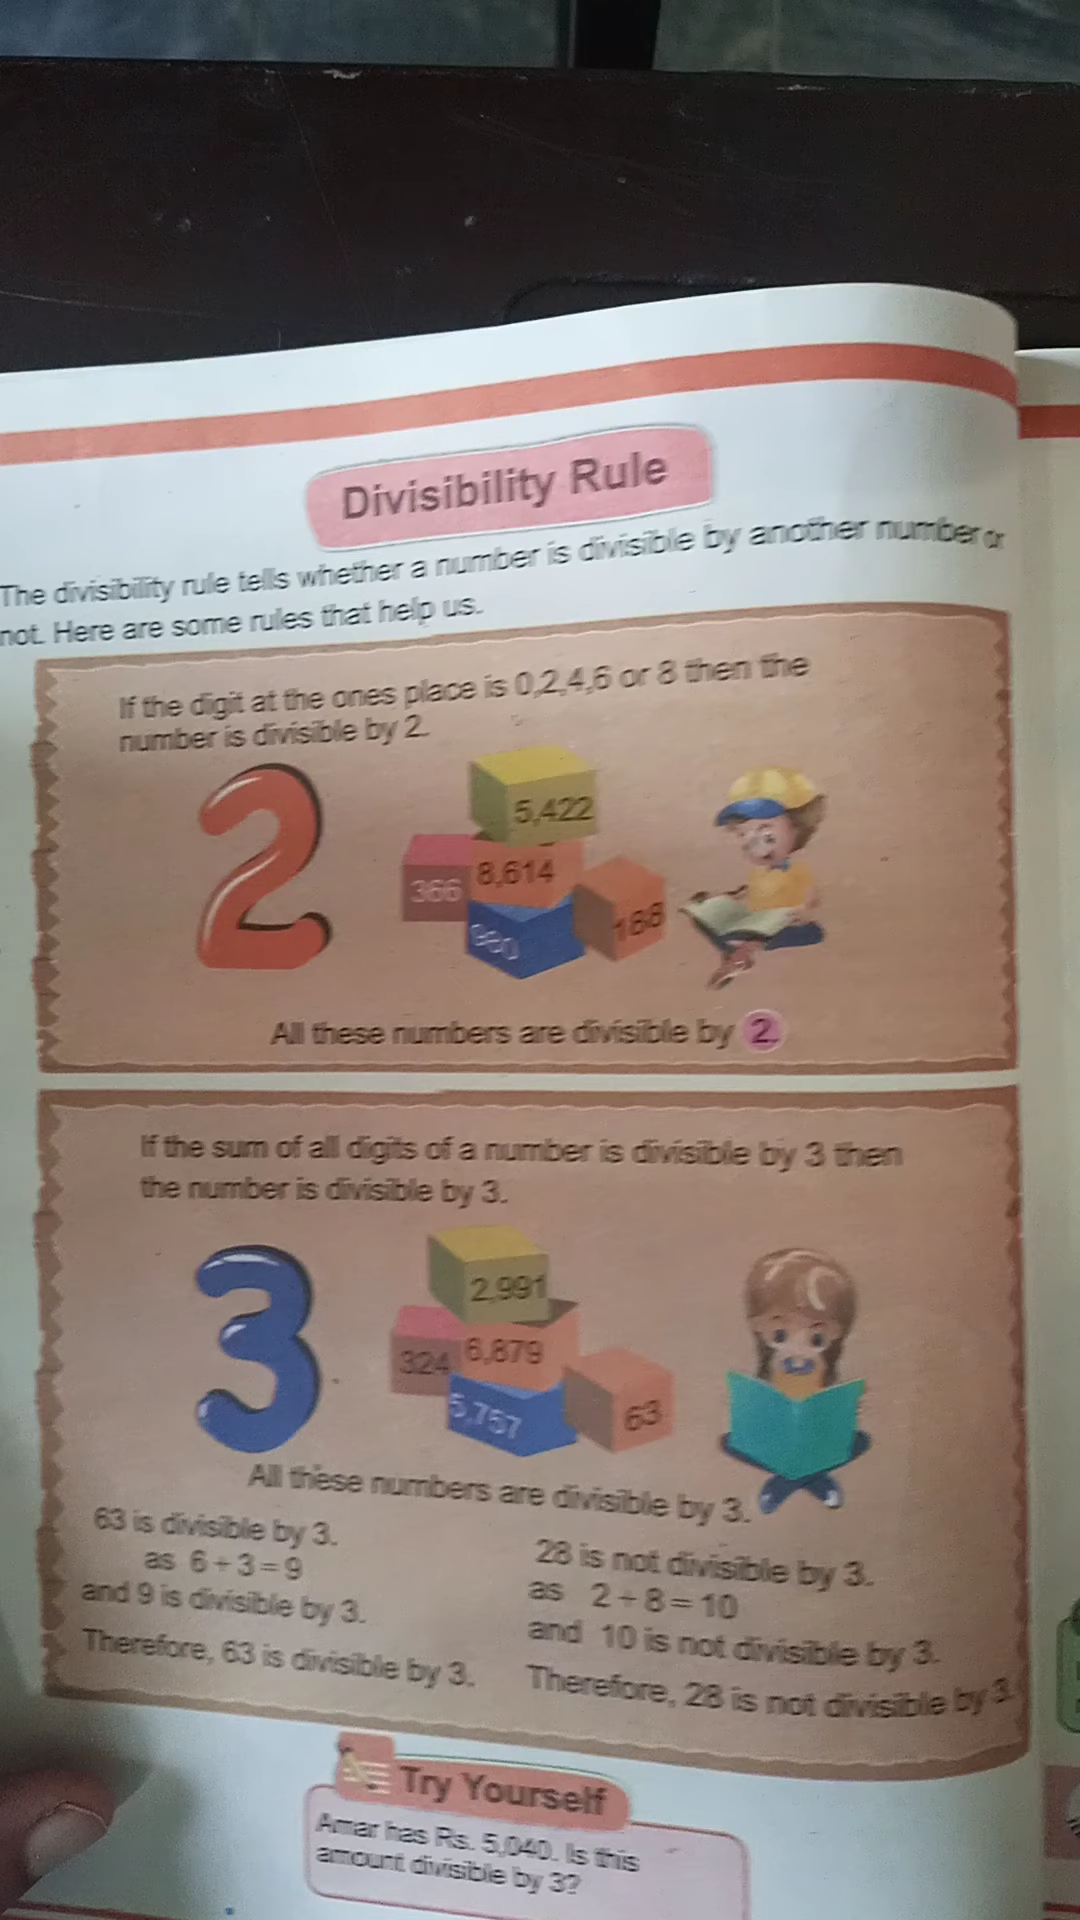 Divisibility Rule
The divisibility rule tells whether a number is divisible by another number or
not. Here are some rules that help us.
If the digit at the ones place is 0,2,4,6 or 8 then the
number is divisible by 2.
2
5,422
366
8,614
980
188
All these numbers are divisible by 2.
If the sum of all digits of a number is divisible by 3 then
the number is divisible by 3.
3
2,991
324
6,879
5,757
63
All these numbers are divisible by 3.
63 is divisible by 3.
as 6+3=9
and 9 is divisible by 3.
Therefore, 63 is divisible by 3.
28 is not divisible by 3.
as 2+8=10
and 10 is not divisible by 3.
Therefore, 28 is not divisible by 3.
Try Yourself
Amar has Rs. 5,040. Is this
amount divisible by 3?